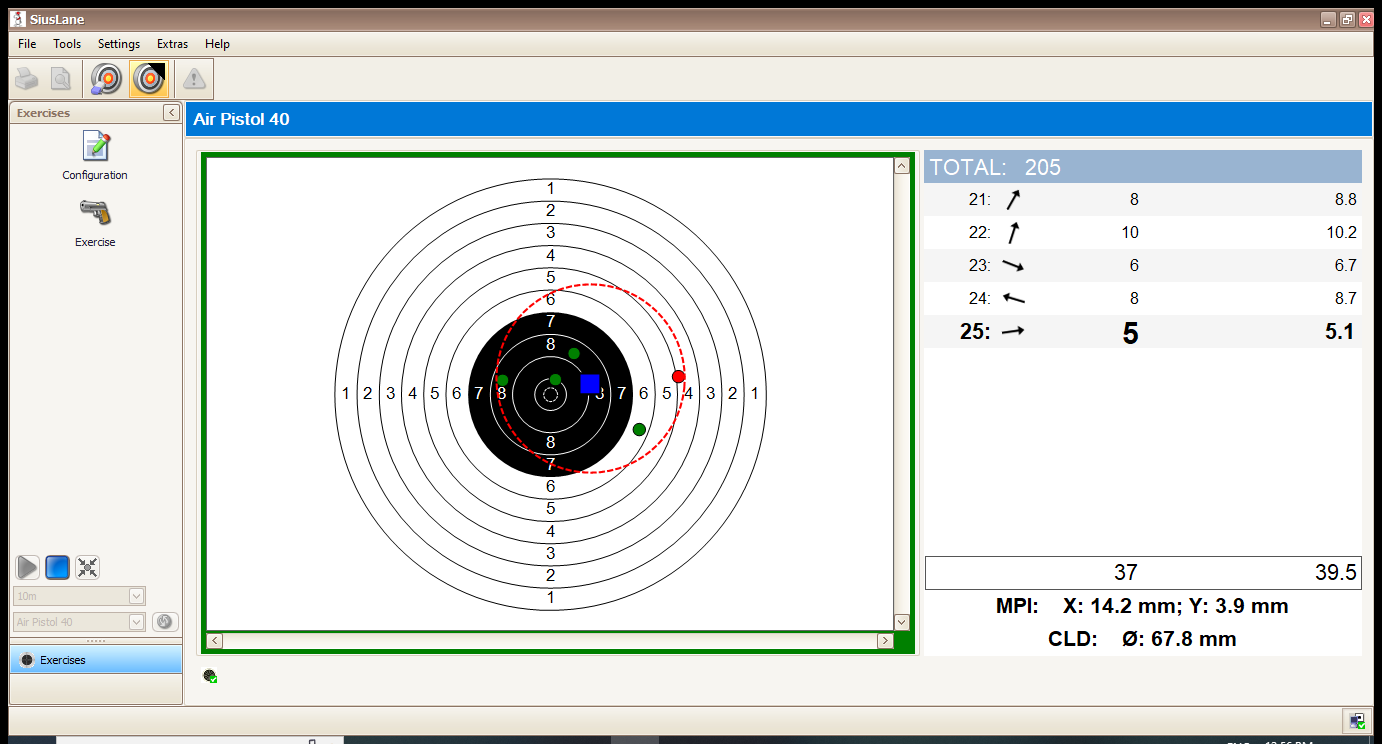 SiusLane
File Tools Settings Extras Help
Exercises
Configuration
Exercise
10m
Air Pistol 40
Exercises
Air Pistol 40
1
2
3
4
5
6
7
8
1 2 3 4 5 6 7 8 8 7 6 5 4 3 2 1
8
7
6
5
4
3
2
1
TOTAL: 205
21: 8 8.8
22: 10 10.2
23: 6 6.7
24: 8 8.7
25: 5 5.1
37 39.5
MPI: X: 14.2 mm; Y: 3.9 mm
CLD: Ø: 67.8 mm